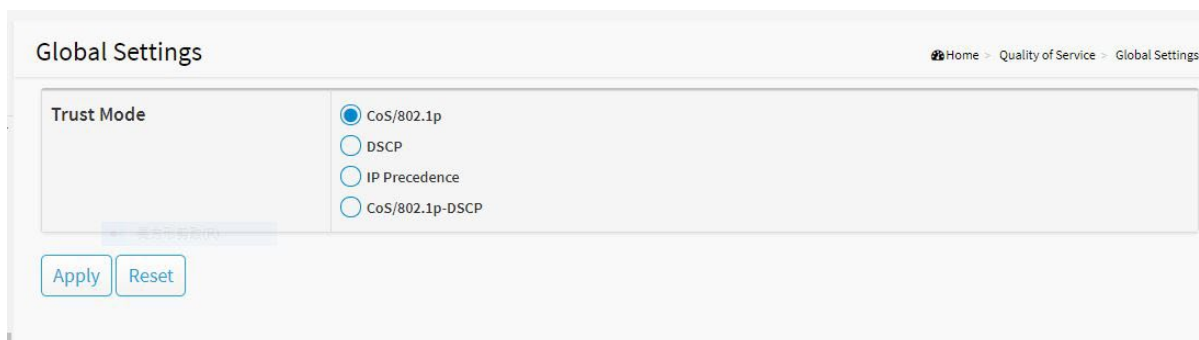 Global Settings
Home > Quality of Service > Global Settings
Trust Mode
CoS/802.1p
DSCP
IP Precedence
CoS/802.1p-DSCP
Apply
Reset